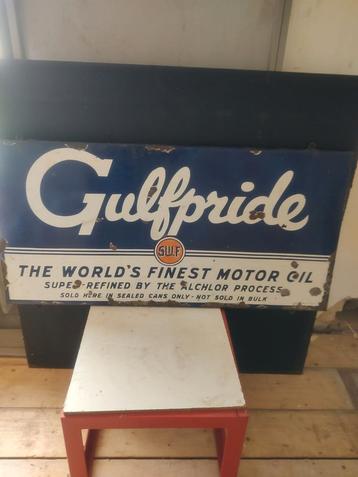 Gulfpride
GULF
THE WORLD'S FINEST MOTOR OIL
SUPER-REFINED BY THE ALCHLOR PROCESS
SOLD HERE IN SEALED CANS ONLY - NOT SOLD IN BULK